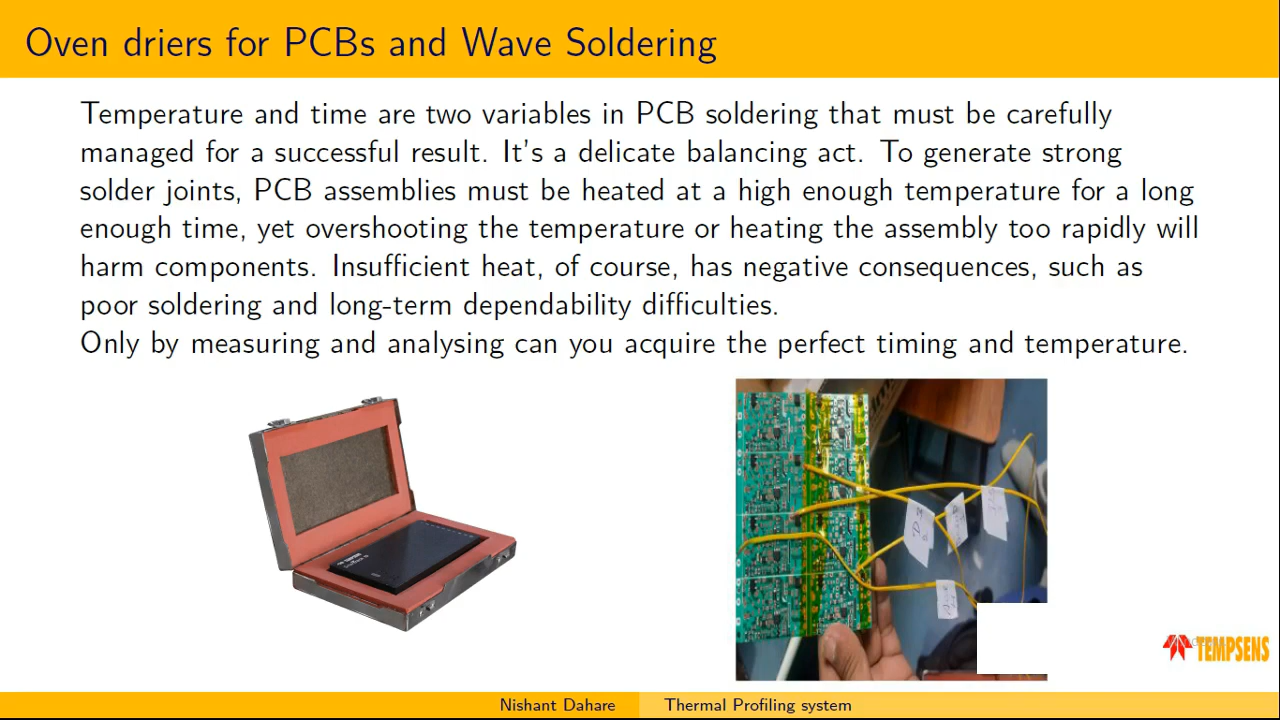 Oven driers for PCBs and Wave Soldering
Temperature and time are two variables in PCB soldering that must be carefully
managed for a successful result. It's a delicate balancing act. To generate strong
solder joints, PCB assemblies must be heated at a high enough temperature for a long
enough time, yet overshooting the temperature or heating the assembly too rapidly will
harm components. Insufficient heat, of course, has negative consequences, such as
poor soldering and long-term dependability difficulties.
Only by measuring and analysing can you acquire the perfect timing and temperature.
TEMPSENS
Nishant Dahare
Thermal Profiling system